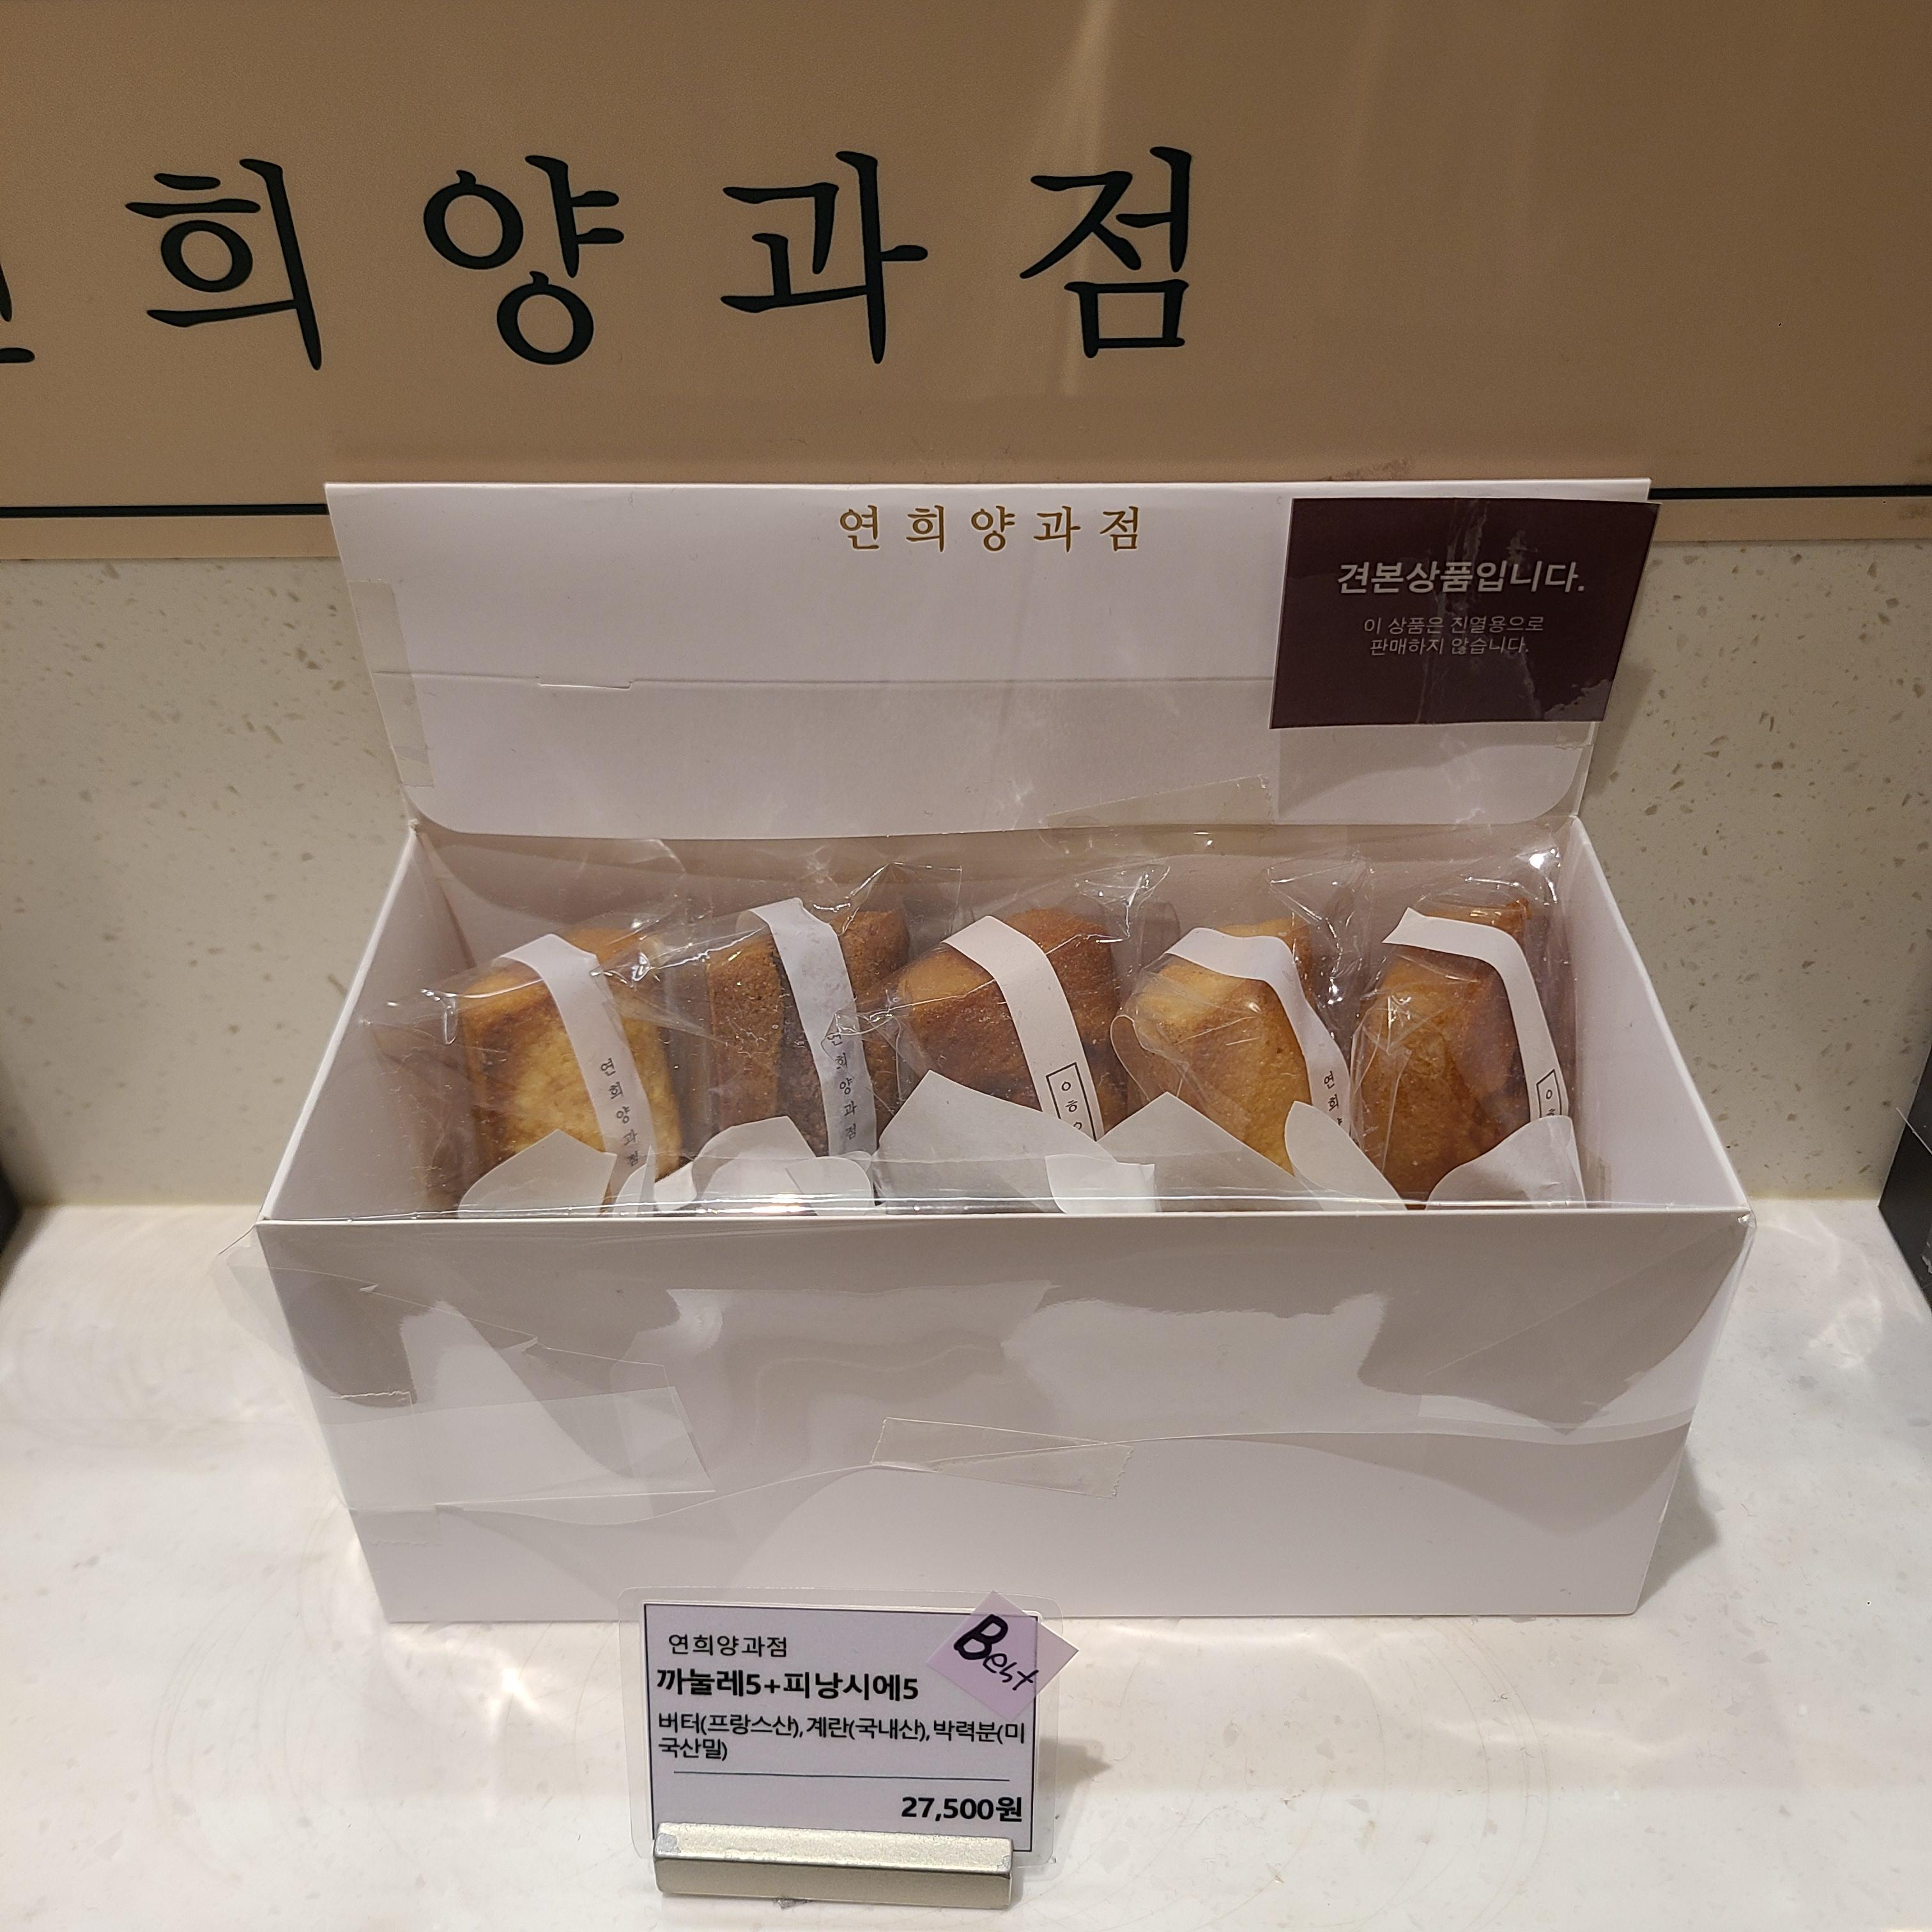 희양과점
연희양과점
견본상품입니다.
이 상품은 진열용으로
판매하지 않습니다.
연희양과점
연희양과점
연희
연희양과점
Best
까눌레5+피낭시에5
버터(프랑스산),계란(국내산),박력분(미
국산밀)
27,500원